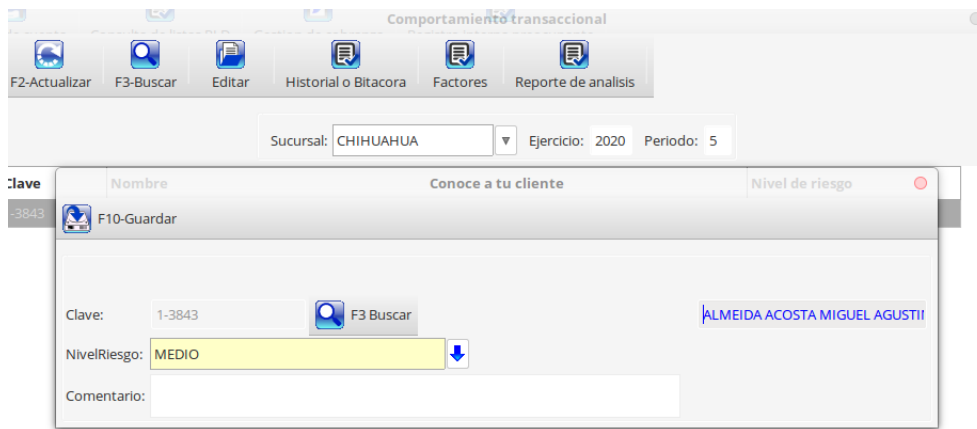 Comportamiento transaccional
F2-Actualizar F3-Buscar Editar Historial o Bitacora Factores Reporte de analisis
Sucursal: CHIHUAHUA Ejercicio: 2020 Periodo: 5
Clave Nombre Conoce a tu cliente Nivel de riesgo
-3843 F10-Guardar
Clave: 1-3843 F3 Buscar ALMEIDA ACOSTA MIGUEL AGUSTI
NivelRiesgo: MEDIO
Comentario: